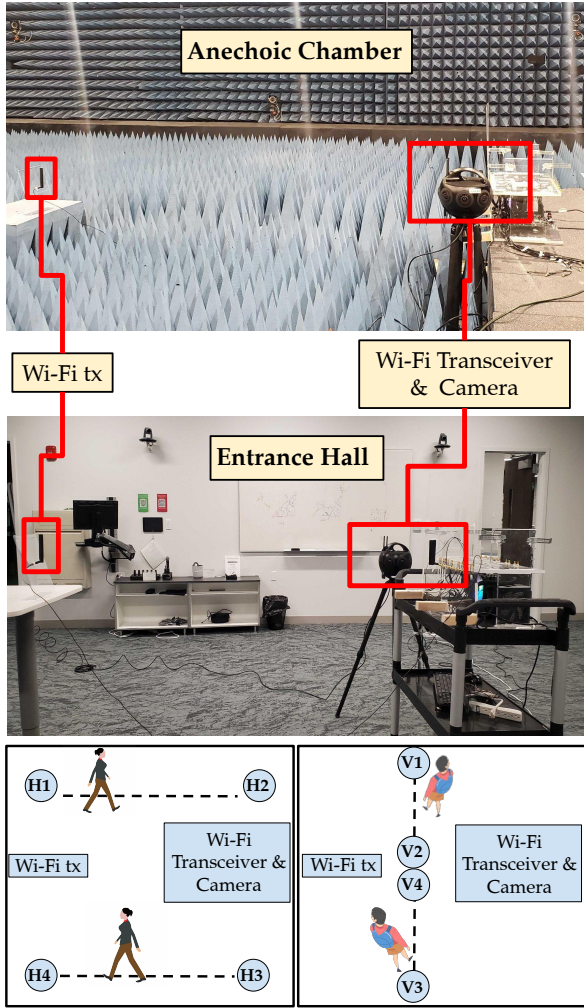 Anechoic Chamber
Wi-Fi tx
Wi-Fi Transceiver
& Camera
Entrance Hall
H1
H2
Wi-Fi tx
Wi-Fi
Transceiver &
Camera
H4
H3
V1
V2
Wi-Fi tx
V4
Wi-Fi
Transceiver &
Camera
V3